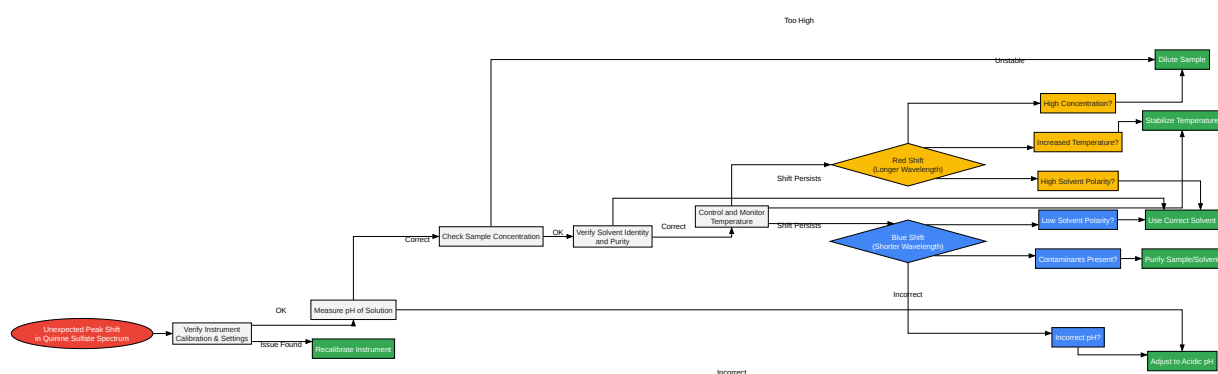 Too High
Unstable
Dilute Sample
High Concentration?
Stabilize Temperature
Increased Temperature?
Red Shift
(Longer Wavelength)
Shift Persists
High Solvent Polarity?
Control and Monitor
Temperature
Low Solvent Polarity?
Use Correct Solvent
Shift Persists
Correct
Check Sample Concentration
OK
Verify Solvent Identity
and Purity
Correct
Blue Shift
(Shorter Wavelength)
Contaminants Present?
Purify Sample/Solvent
Incorrect
OK
Measure pH of Solution
Unexpected Peak Shift
in Quinine Sulfate Spectrum
Verify Instrument
Calibration & Settings
Issue Found
Recalibrate Instrument
Incorrect pH?
Adjust to Acidic pH
Incorrect